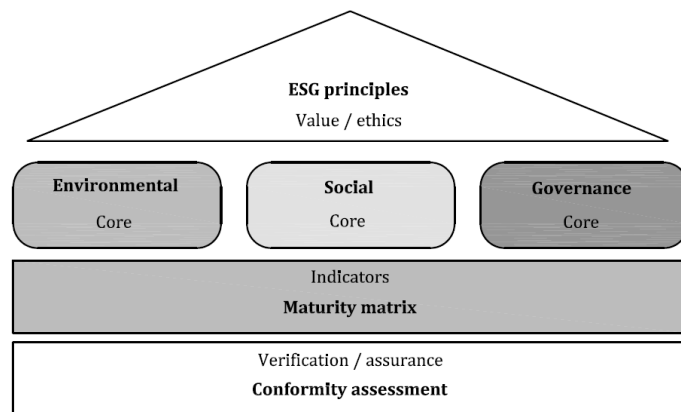 ESG principles
Value / ethics
Environmental
Core
Social
Core
Governance
Core
Indicators
Maturity matrix
Verification / assurance
Conformity assessment